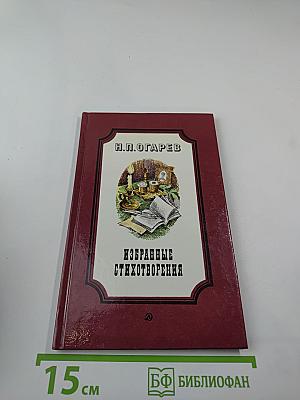 Н.П.ОГАРЕВ
ИЗБРАННЫЕ
СТИХОТВОРЕНИЯ
15 см
БФ БИБЛИОФАН